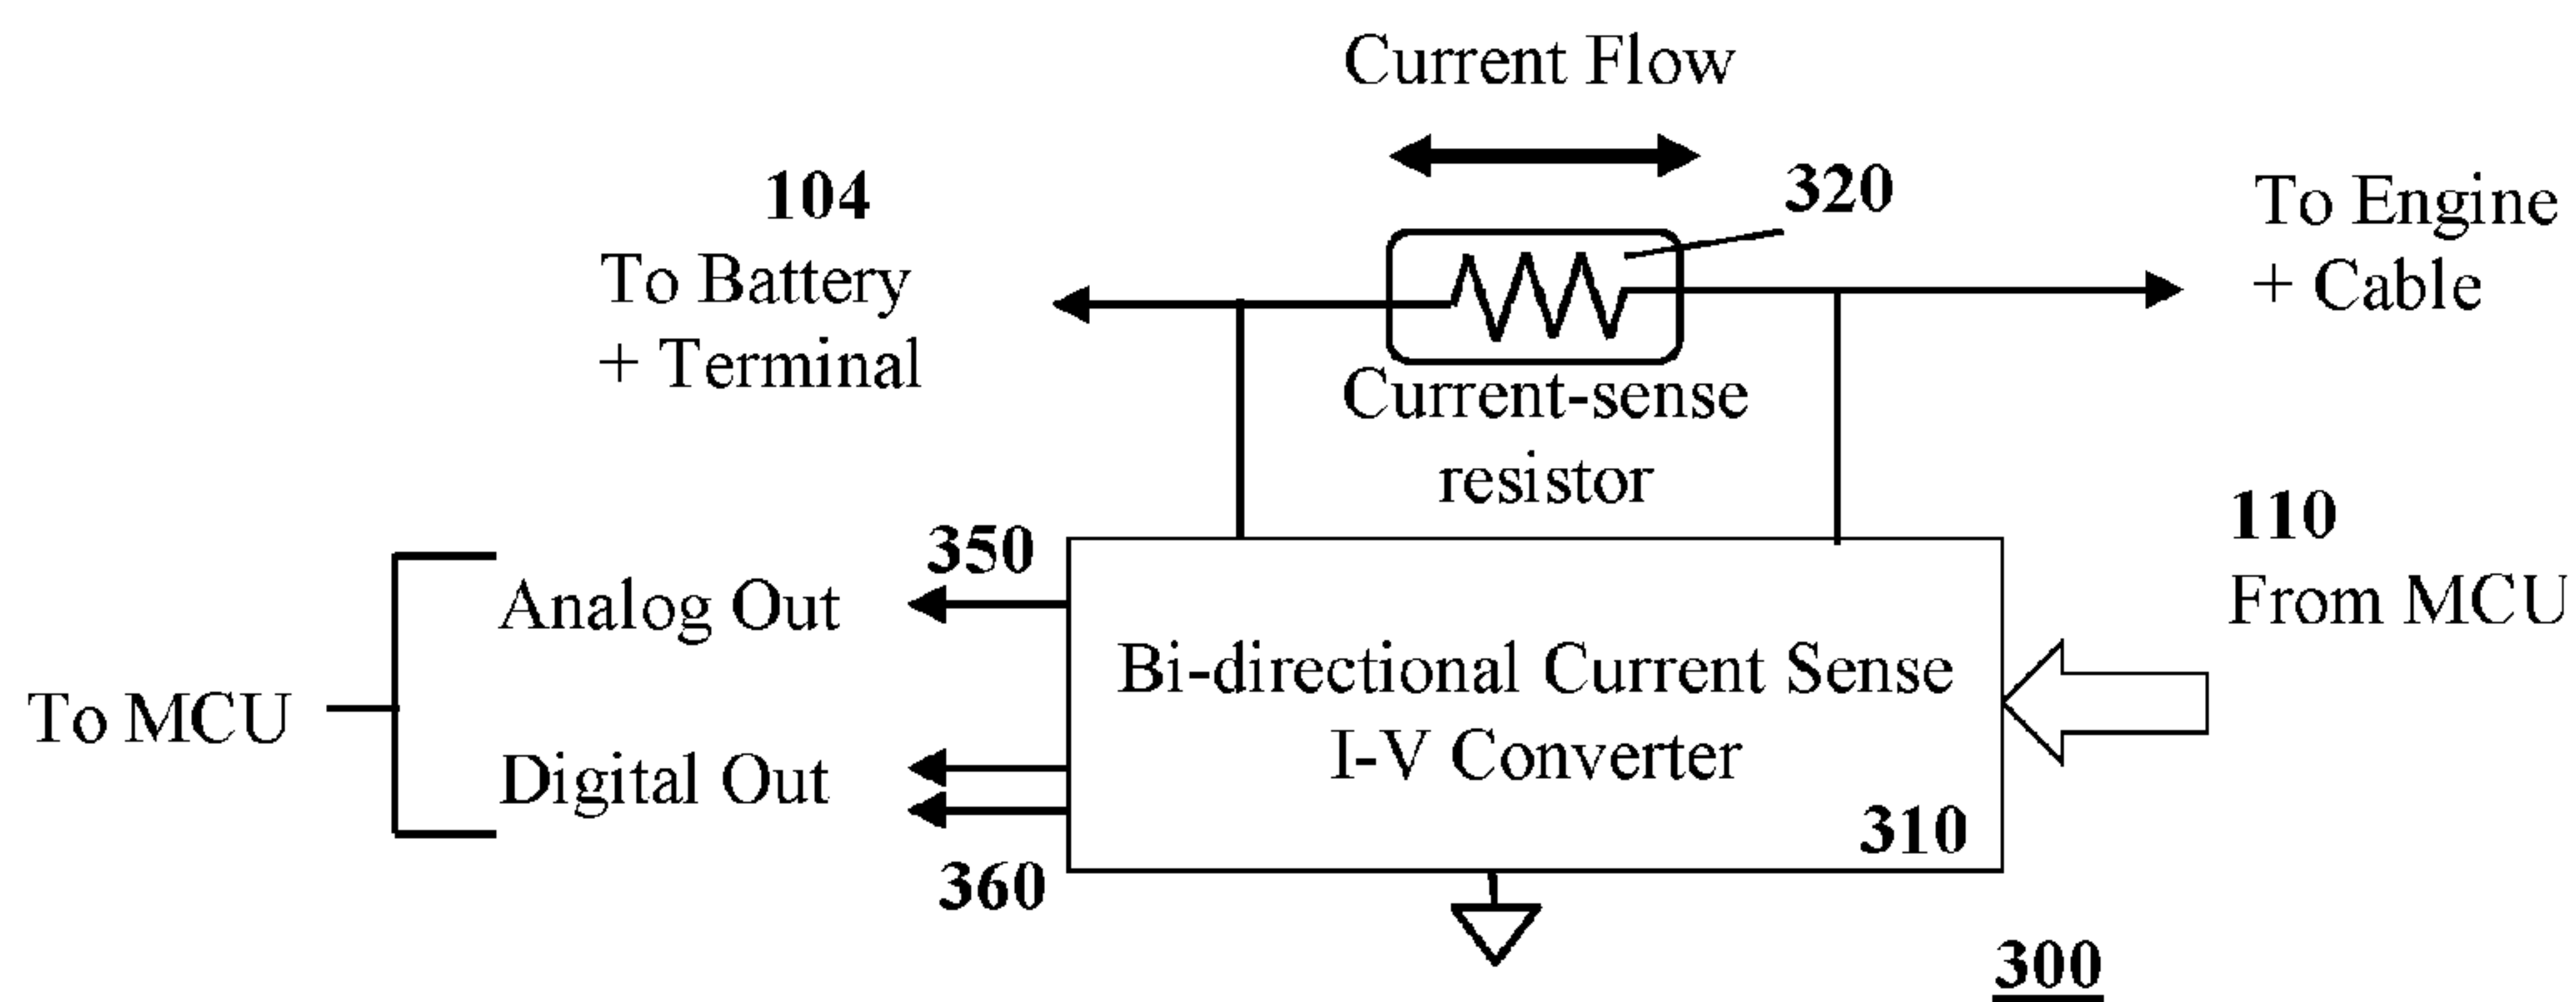 Current Flow
104
To Battery
+ Terminal
320
To Engine
+ Cable
Current-sense
resistor
350
Analog Out
To MCU
Digital Out
360
Bi-directional Current Sense
I-V Converter
310
110
From MCU
300